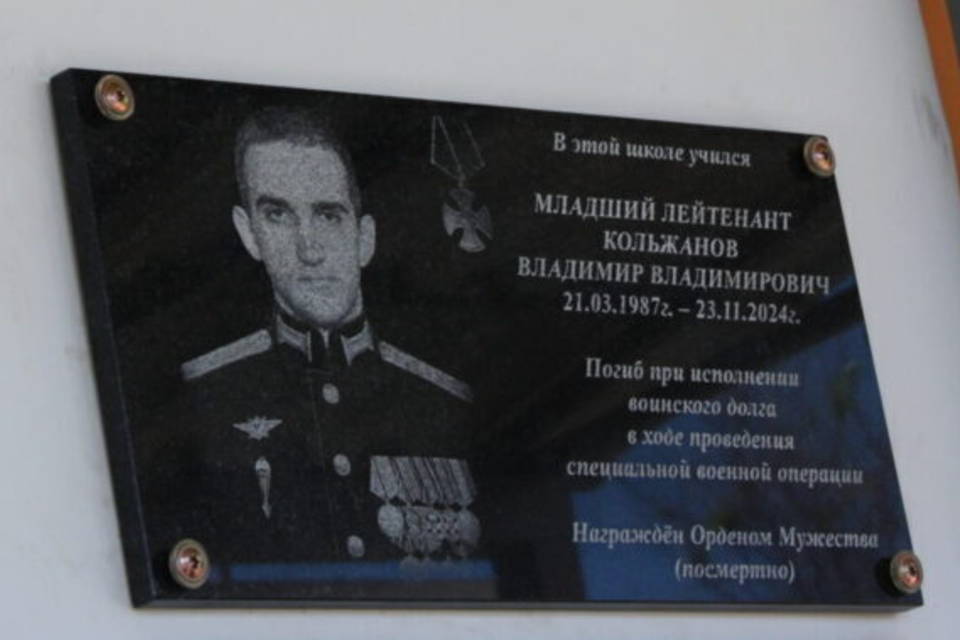 В этой школе учился
МЛАДШИЙ ЛЕЙТЕНАНТ
КОЛЬЖАНОВ
ВЛАДИМИР ВЛАДИМИРОВИЧ
21.03.1987г. – 23.11.2024г.
Погиб при исполнении
воинского долга
в ходе проведения
специальной военной операции
Награждён Орденом Мужества
(посмертно)